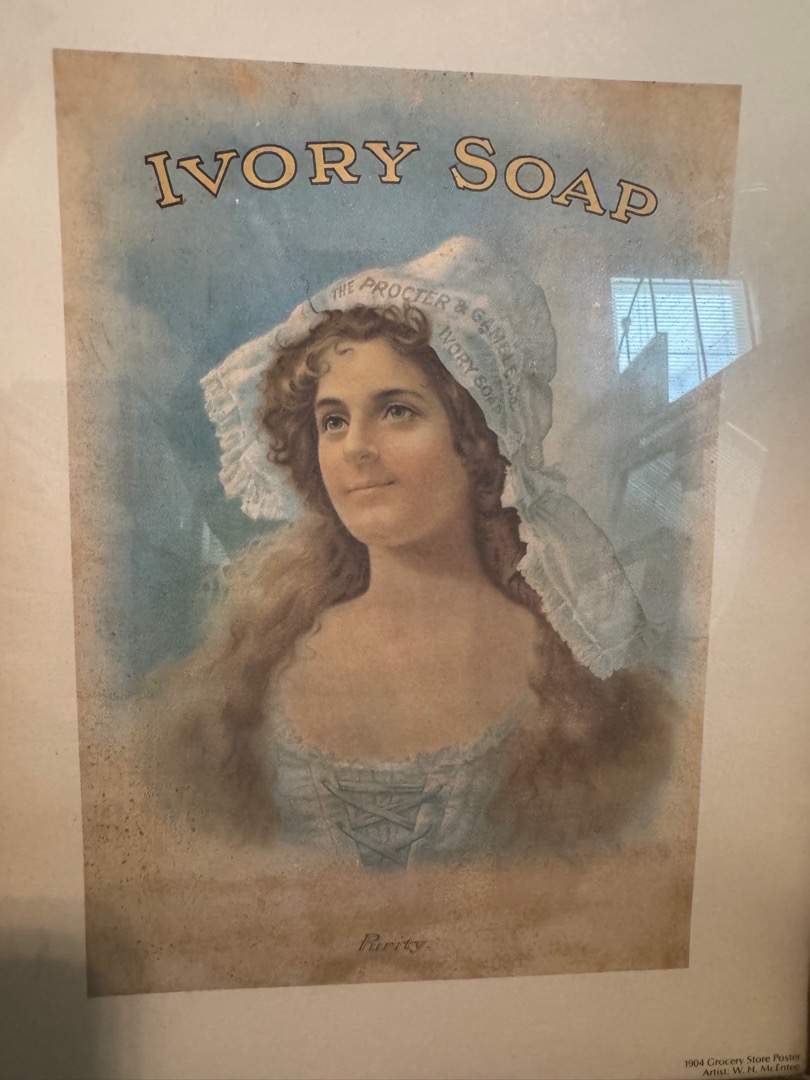 IVORY SOAP
THE PROCTER & GAMBLE CO.
IVORY SOAP
Purity.
1904 Grocery Store Poster
Artist: W. H. McEntee